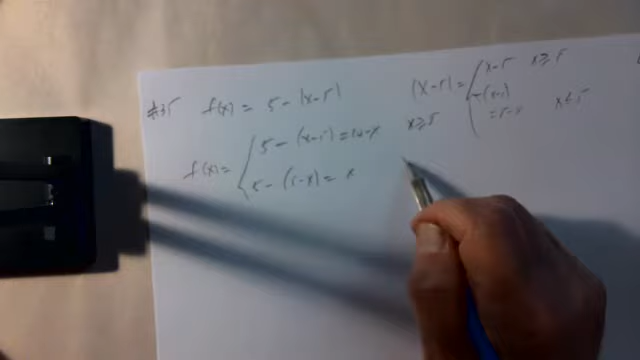 #35 f(x) = 5 - |x-5|
|x-5| = { x-5 x≥5
-(x-5) = 5-x x≤5
f(x) = { 5 - (x-5) = 10-x x≥5
5 - (5-x) = x